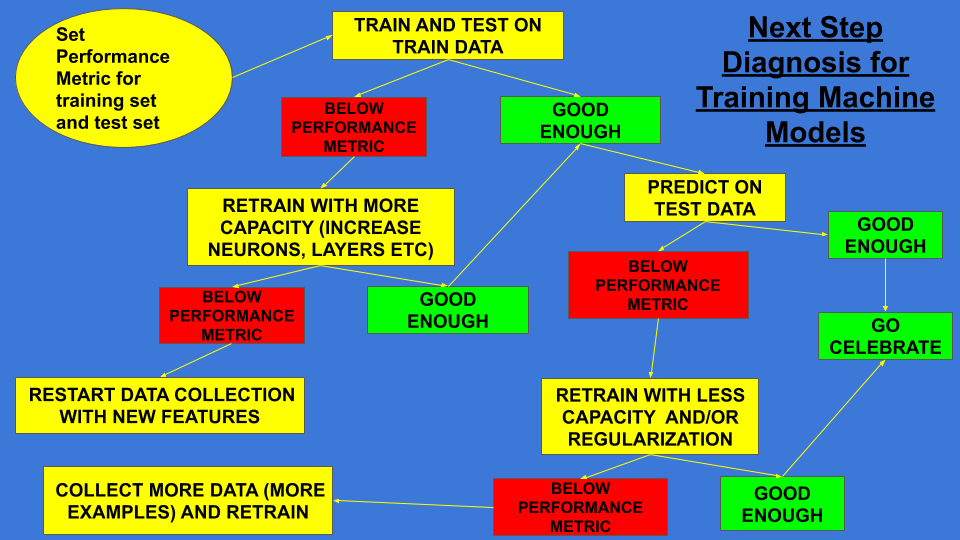 Set
Performance
Metric for
training set
and test set
TRAIN AND TEST ON
TRAIN DATA
Next Step
Diagnosis for
Training Machine
Models
BELOW
PERFORMANCE
METRIC
GOOD
ENOUGH
RETRAIN WITH MORE
CAPACITY (INCREASE
NEURONS, LAYERS ETC)
PREDICT ON
TEST DATA
GOOD
ENOUGH
BELOW
PERFORMANCE
METRIC
GOOD
ENOUGH
BELOW
PERFORMANCE
METRIC
GO
CELEBRATE
RESTART DATA COLLECTION
WITH NEW FEATURES
RETRAIN WITH LESS
CAPACITY AND/OR
REGULARIZATION
COLLECT MORE DATA (MORE
EXAMPLES) AND RETRAIN
BELOW
PERFORMANCE
METRIC
GOOD
ENOUGH